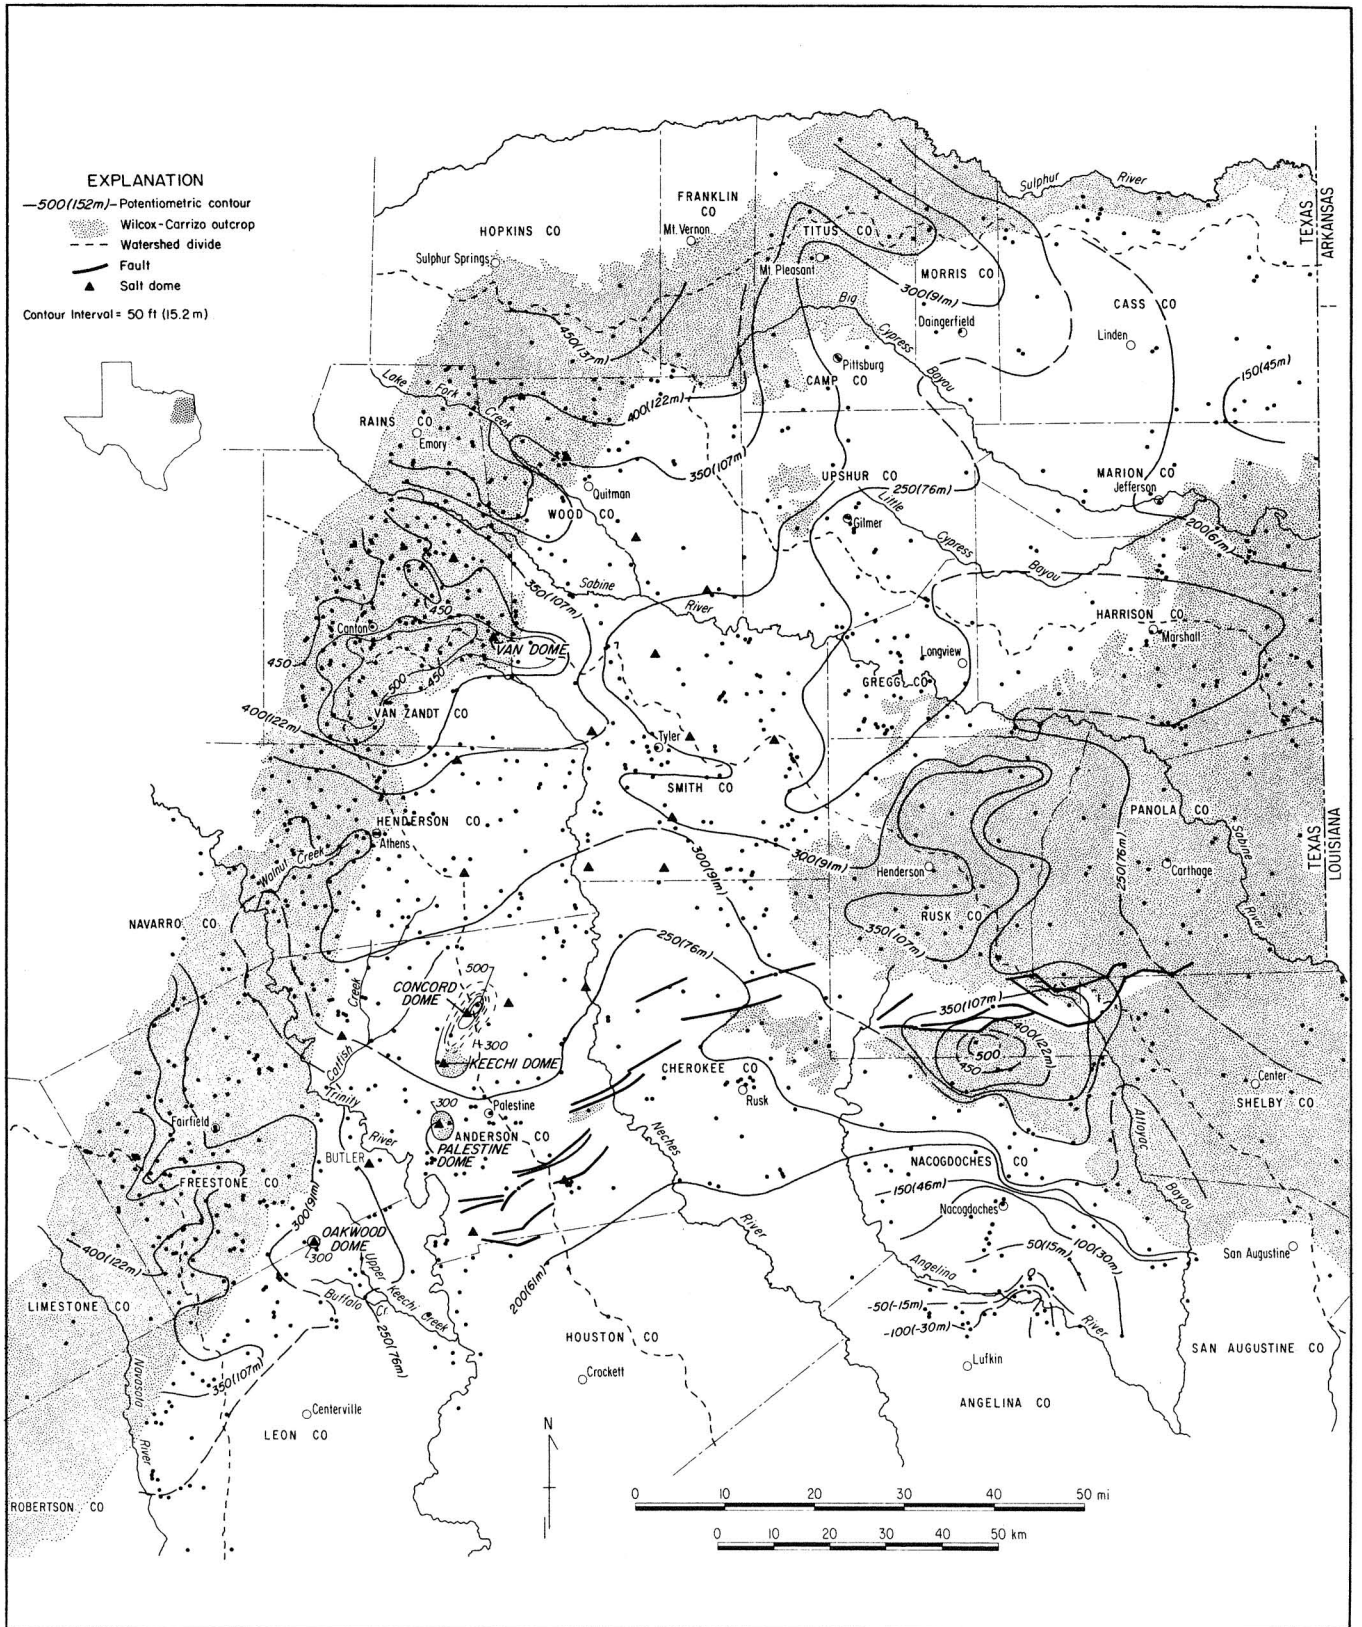 EXPLANATION
—500(152m)– Potentiometric contour
Wilcox-Carrizo outcrop
Watershed divide
Fault
Salt dome
Contour Interval = 50 ft (15.2 m)
FRANKLIN
CO
HOPKINS CO
Mt. Vernon
Sulphur Springs
TITUS CO
Mt. Pleasant
Sulphur River
TEXAS
ARKANSAS
MORRIS CO
300(91m)
CASS CO
Big Cypress Bayou
Daingerfield
Linden
450(137m)
Pittsburg
CAMP CO
150(45m)
Lake Fork Creek
400(122m)
RAINS CO
Emory
350(107m)
UPSHUR CO
250(76m)
MARION CO
Jefferson
Quitman
WOOD CO
Little Cypress Bayou
Gilmer
200(61m)
Sabine River
350(107m)
450
HARRISON CO
Marshall
Canton
VAN DOME
450
Longview
GREGG CO
500
450
VAN ZANDT CO
400(122m)
Tyler
SMITH CO
PANOLA CO
HENDERSON CO
Athens
Walnut Creek
300(91m)
300(91m)
Henderson
250(76m)
Carthage
Sabine River
TEXAS
LOUISIANA
NAVARRO CO
RUSK CO
350(107m)
250(76m)
500
CONCORD
DOME
Creek
Catfish
350(107m)
400(122m)
300
500
450
KEECHI DOME
CHEROKEE CO
Rusk
Center
SHELBY CO
Trinity River
300
Palestine
Fairfield
ANDERSON CO
PALESTINE
DOME
Neches River
Attoyac Bayou
BUTLER
FREESTONE CO
NACOGDOCHES CO
150(46m)
300(91m)
Nacogdoches
OAKWOOD
DOME
300
400(122m)
Upper Keechi Creek
Buffalo Cr.
200(61m)
50(15m)
100(30m)
San Augustine
Angelina River
0
-50(-15m)
-100(-30m)
LIMESTONE CO
250(76m)
HOUSTON CO
SAN AUGUSTINE CO
Navasota River
350(107m)
Crockett
Lufkin
ANGELINA CO
Centerville
LEON CO
N
ROBERTSON CO
0 10 20 30 40 50 mi
0 10 20 30 40 50 km